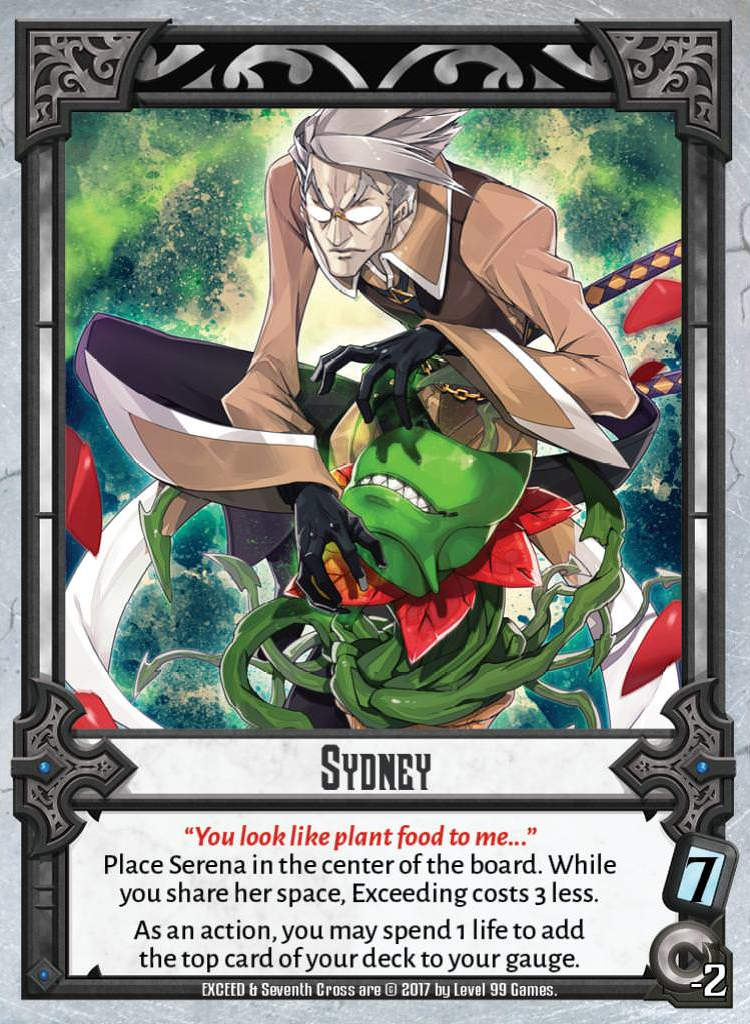 SYDNEY
“You look like plant food to me...”
Place Serena in the center of the board. While
you share her space, Exceeding costs 3 less.
As an action, you may spend 1 life to add
the top card of your deck to your gauge.
7
-2
EXCEED & Seventh Cross are © 2017 by Level 99 Games.